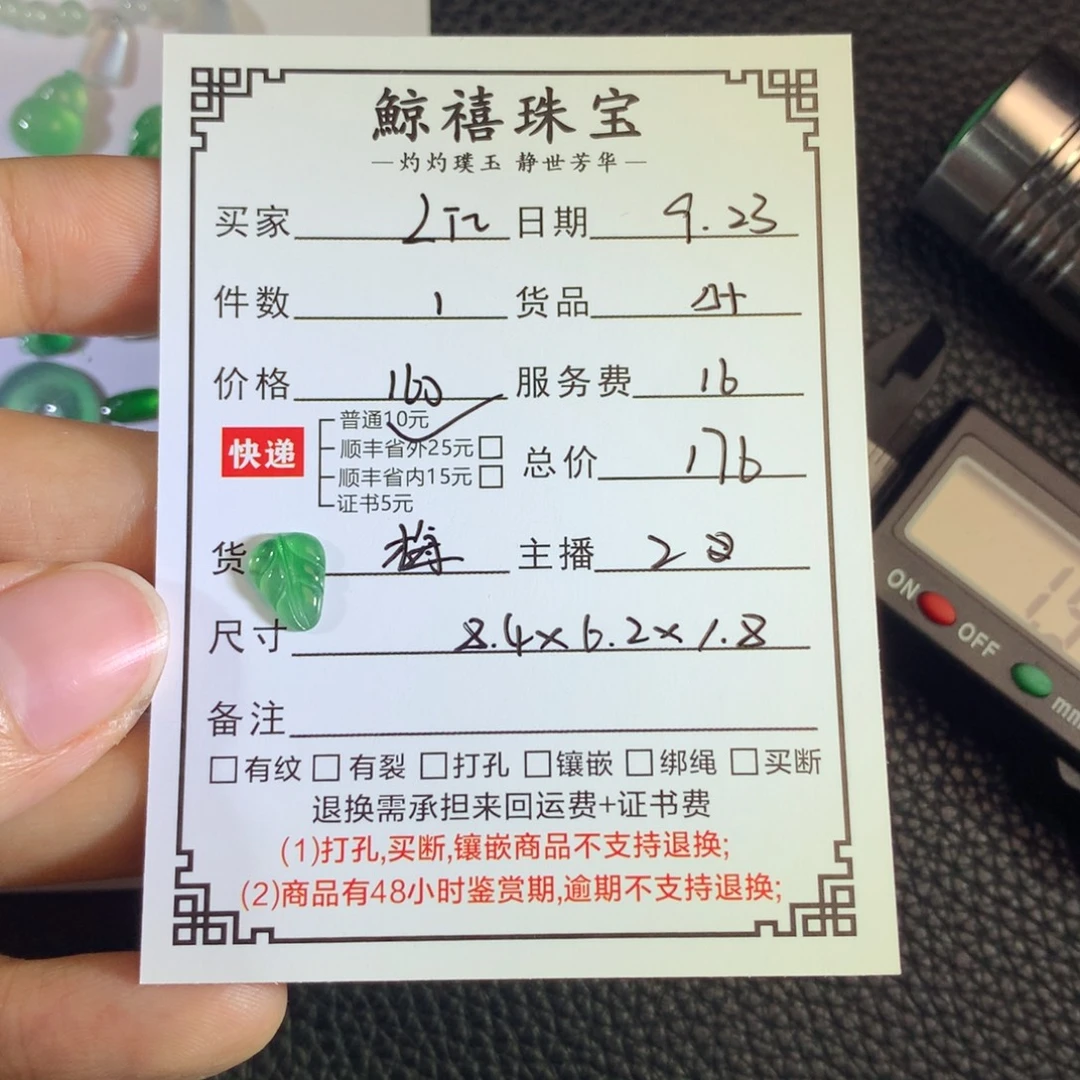 鲸禧珠宝
—灼灼璞玉 静世芳华—
买家 日期 9.23
件数 1 货品 叶
价格 160 服务费 16
快递
普通10元
顺丰省外25元
顺丰省内15元
证书5元
总价 176
货 主播
尺寸 8.4×6.2×1.8
备注
□有纹 □有裂 □打孔 □镶嵌 □绑绳 □买断
退换需承担来回运费+证书费
(1)打孔,买断,镶嵌商品不支持退换;
(2)商品有48小时鉴赏期,逾期不支持退换;
ON
OFF
mm